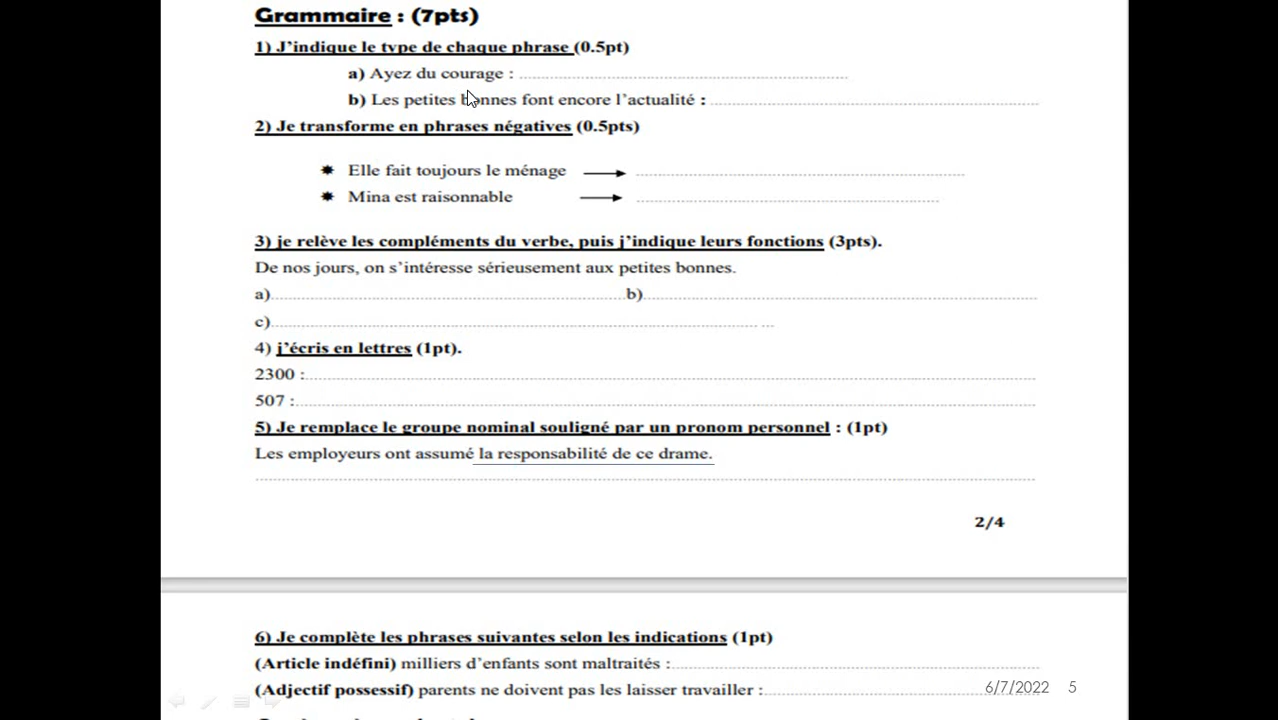 Grammaire : (7pts)
1) J'indique le type de chaque phrase (0.5pt)
a) Ayez du courage : ........................
b) Les petites bonnes font encore l'actualité : ........................
2) Je transforme en phrases négatives (0.5pts)
✷ Elle fait toujours le ménage → ........................
✷ Mina est raisonnable → ........................
3) je relève les compléments du verbe, puis j'indique leurs fonctions (3pts).
De nos jours, on s'intéresse sérieusement aux petites bonnes.
a)........................b)........................
c)........................ ...
4) j'écris en lettres (1pt).
2300 :........................
507 :........................
5) Je remplace le groupe nominal souligné par un pronom personnel : (1pt)
Les employeurs ont assumé la responsabilité de ce drame.
........................
2/4
6) Je complète les phrases suivantes selon les indications (1pt)
(Article indéfini) milliers d'enfants sont maltraités :........................
(Adjectif possessif) parents ne doivent pas les laisser travailler :........................
6/7/2022 5